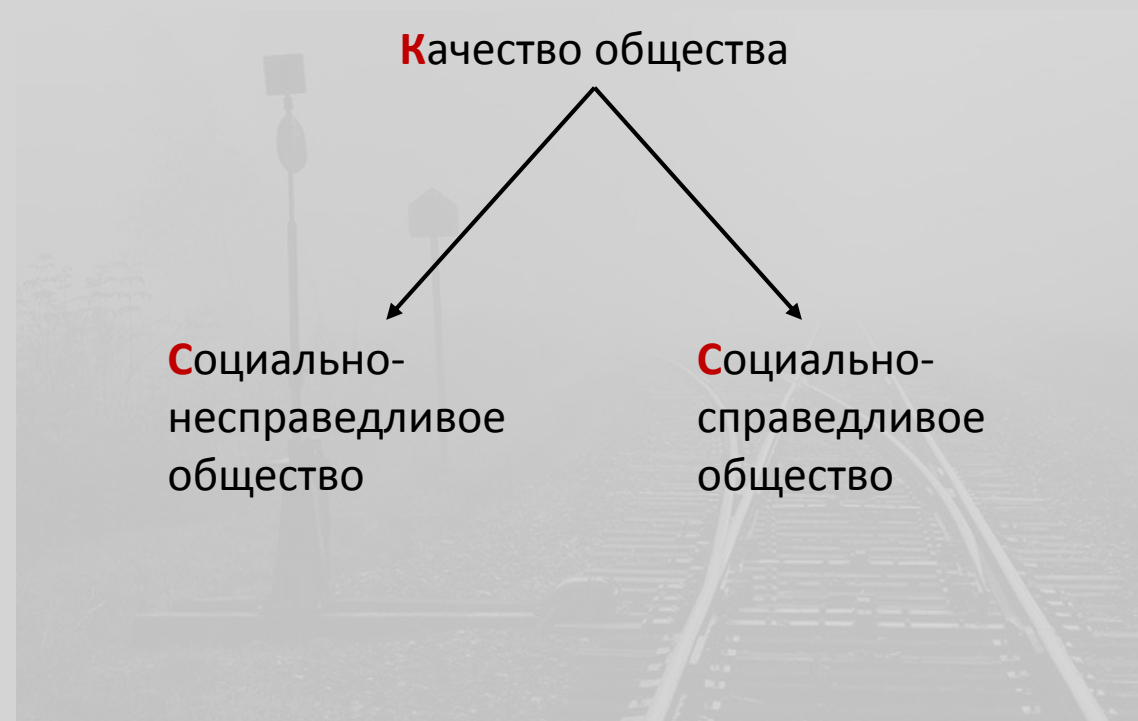 Качество общества
Социально-
несправедливое
общество
Социально-
справедливое
общество